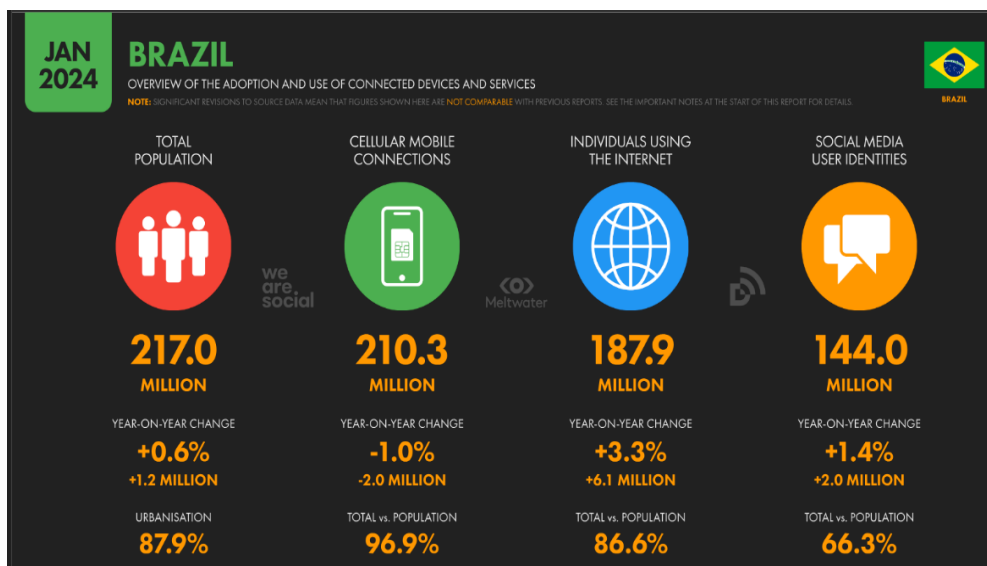 JAN
2024
BRAZIL
OVERVIEW OF THE ADOPTION AND USE OF CONNECTED DEVICES AND SERVICES
NOTE: SIGNIFICANT REVISIONS TO SOURCE DATA MEAN THAT FIGURES SHOWN HERE ARE NOT COMPARABLE WITH PREVIOUS REPORTS. SEE THE IMPORTANT NOTES AT THE START OF THIS REPORT FOR DETAILS.
BRAZIL
TOTAL
POPULATION
CELLULAR MOBILE
CONNECTIONS
INDIVIDUALS USING
THE INTERNET
SOCIAL MEDIA
USER IDENTITIES
we
are
social
Meltwater
217.0
MILLION
210.3
MILLION
187.9
MILLION
144.0
MILLION
YEAR-ON-YEAR CHANGE
+0.6%
+1.2 MILLION
YEAR-ON-YEAR CHANGE
-1.0%
-2.0 MILLION
YEAR-ON-YEAR CHANGE
+3.3%
+6.1 MILLION
YEAR-ON-YEAR CHANGE
+1.4%
+2.0 MILLION
URBANISATION
87.9%
TOTAL vs. POPULATION
96.9%
TOTAL vs. POPULATION
86.6%
TOTAL vs. POPULATION
66.3%